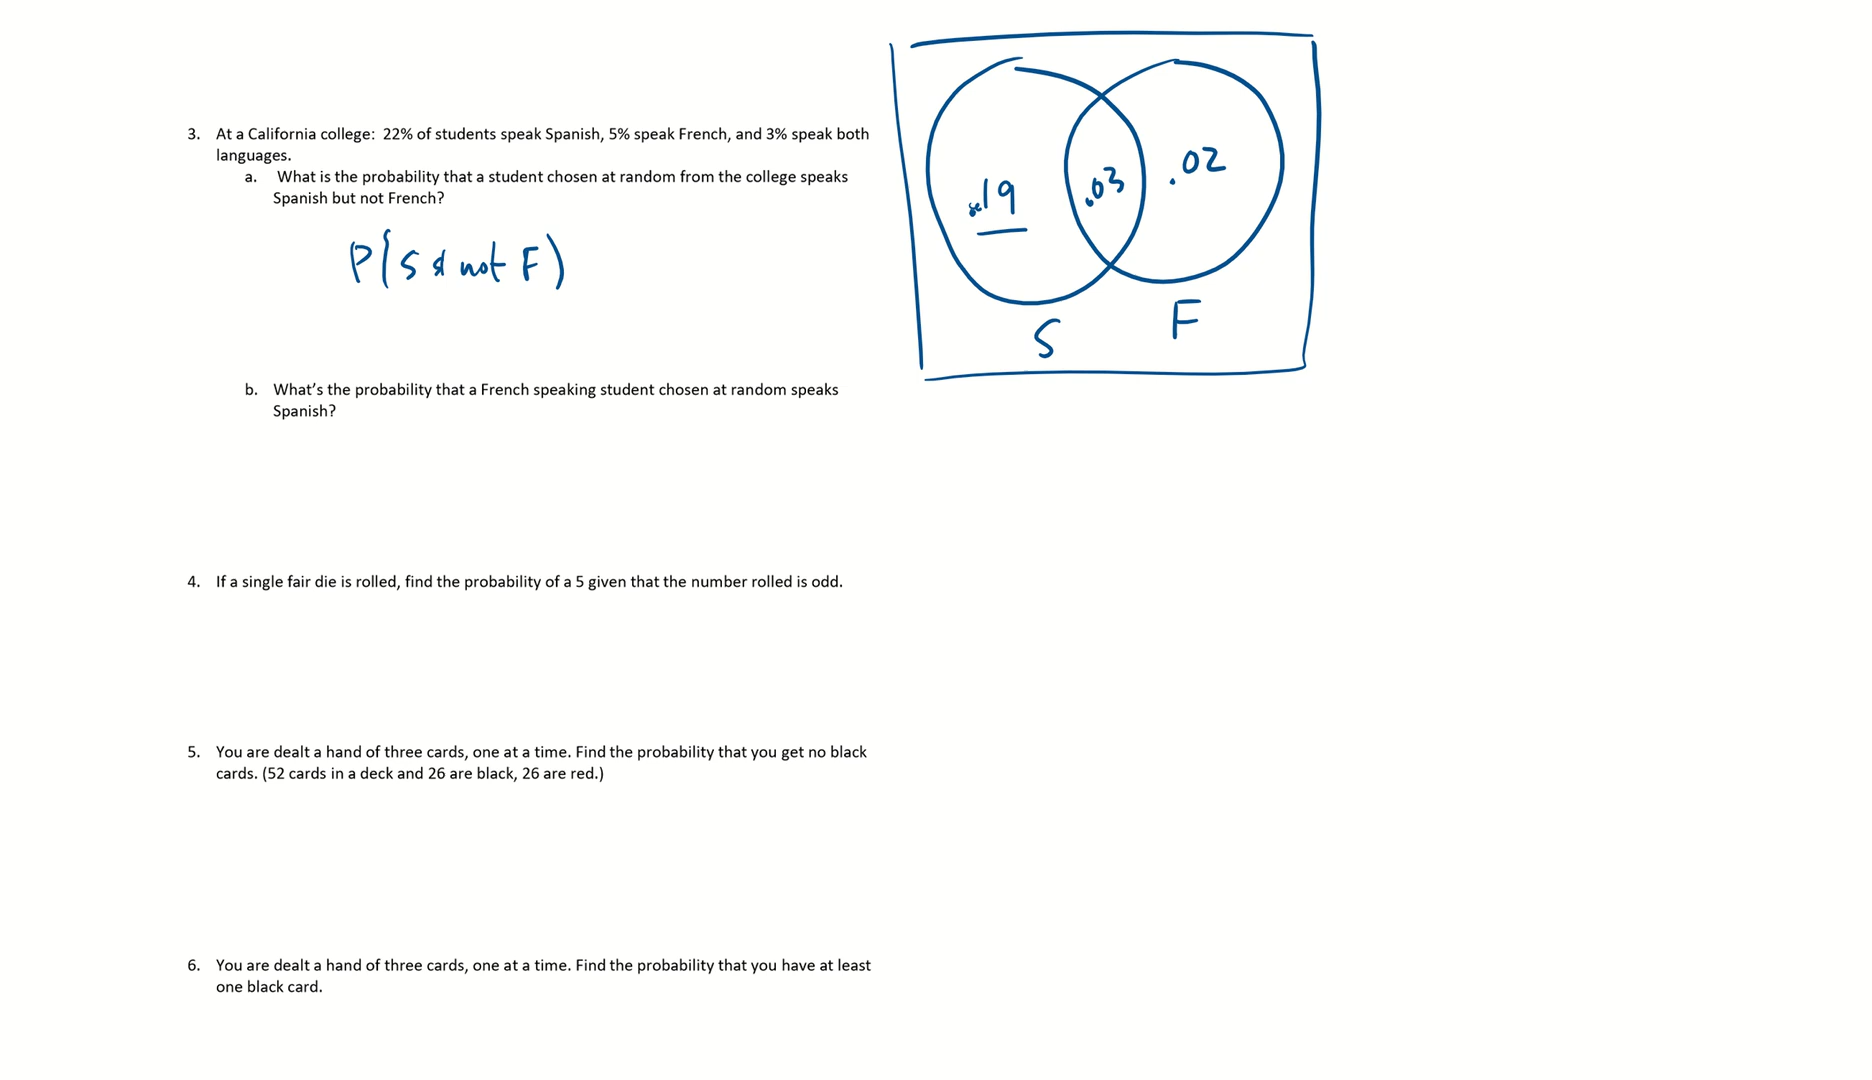 3. At a California college: 22% of students speak Spanish, 5% speak French, and 3% speak both
languages.
a. What is the probability that a student chosen at random from the college speaks
Spanish but not French?
P(S & not F)
.19
.03
.02
S
F
b. What’s the probability that a French speaking student chosen at random speaks
Spanish?
4. If a single fair die is rolled, find the probability of a 5 given that the number rolled is odd.
5. You are dealt a hand of three cards, one at a time. Find the probability that you get no black
cards. (52 cards in a deck and 26 are black, 26 are red.)
6. You are dealt a hand of three cards, one at a time. Find the probability that you have at least
one black card.